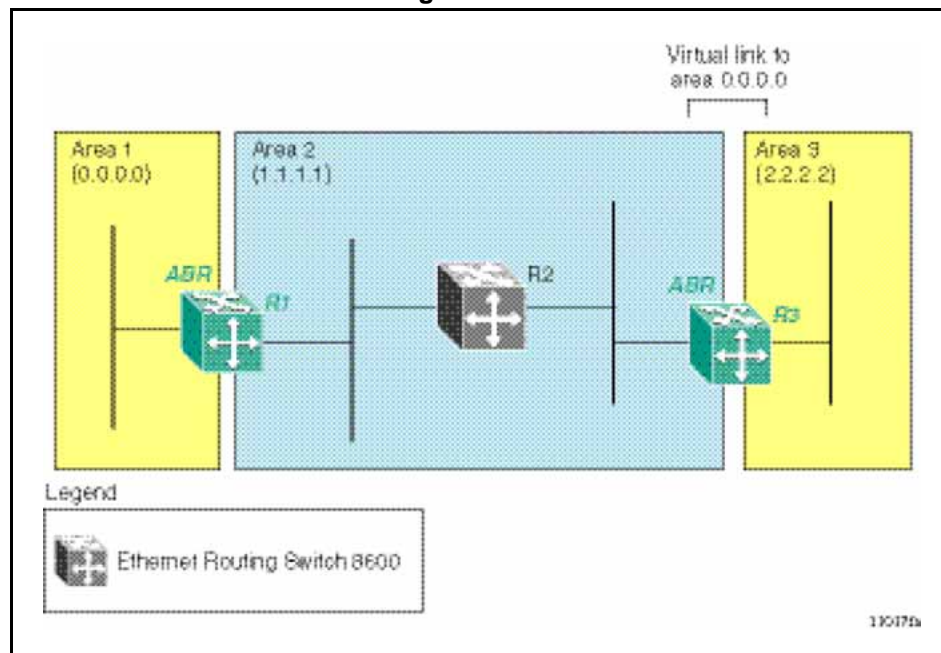 Virtual link to
area 0.0.0.0
Area 1
(0.0.0.0)
Area 2
(1.1.1.1)
Area 3
(2.2.2.2)
ABR
R1
R2
ABR
R3
Legend
Ethernet Routing Switch 8600